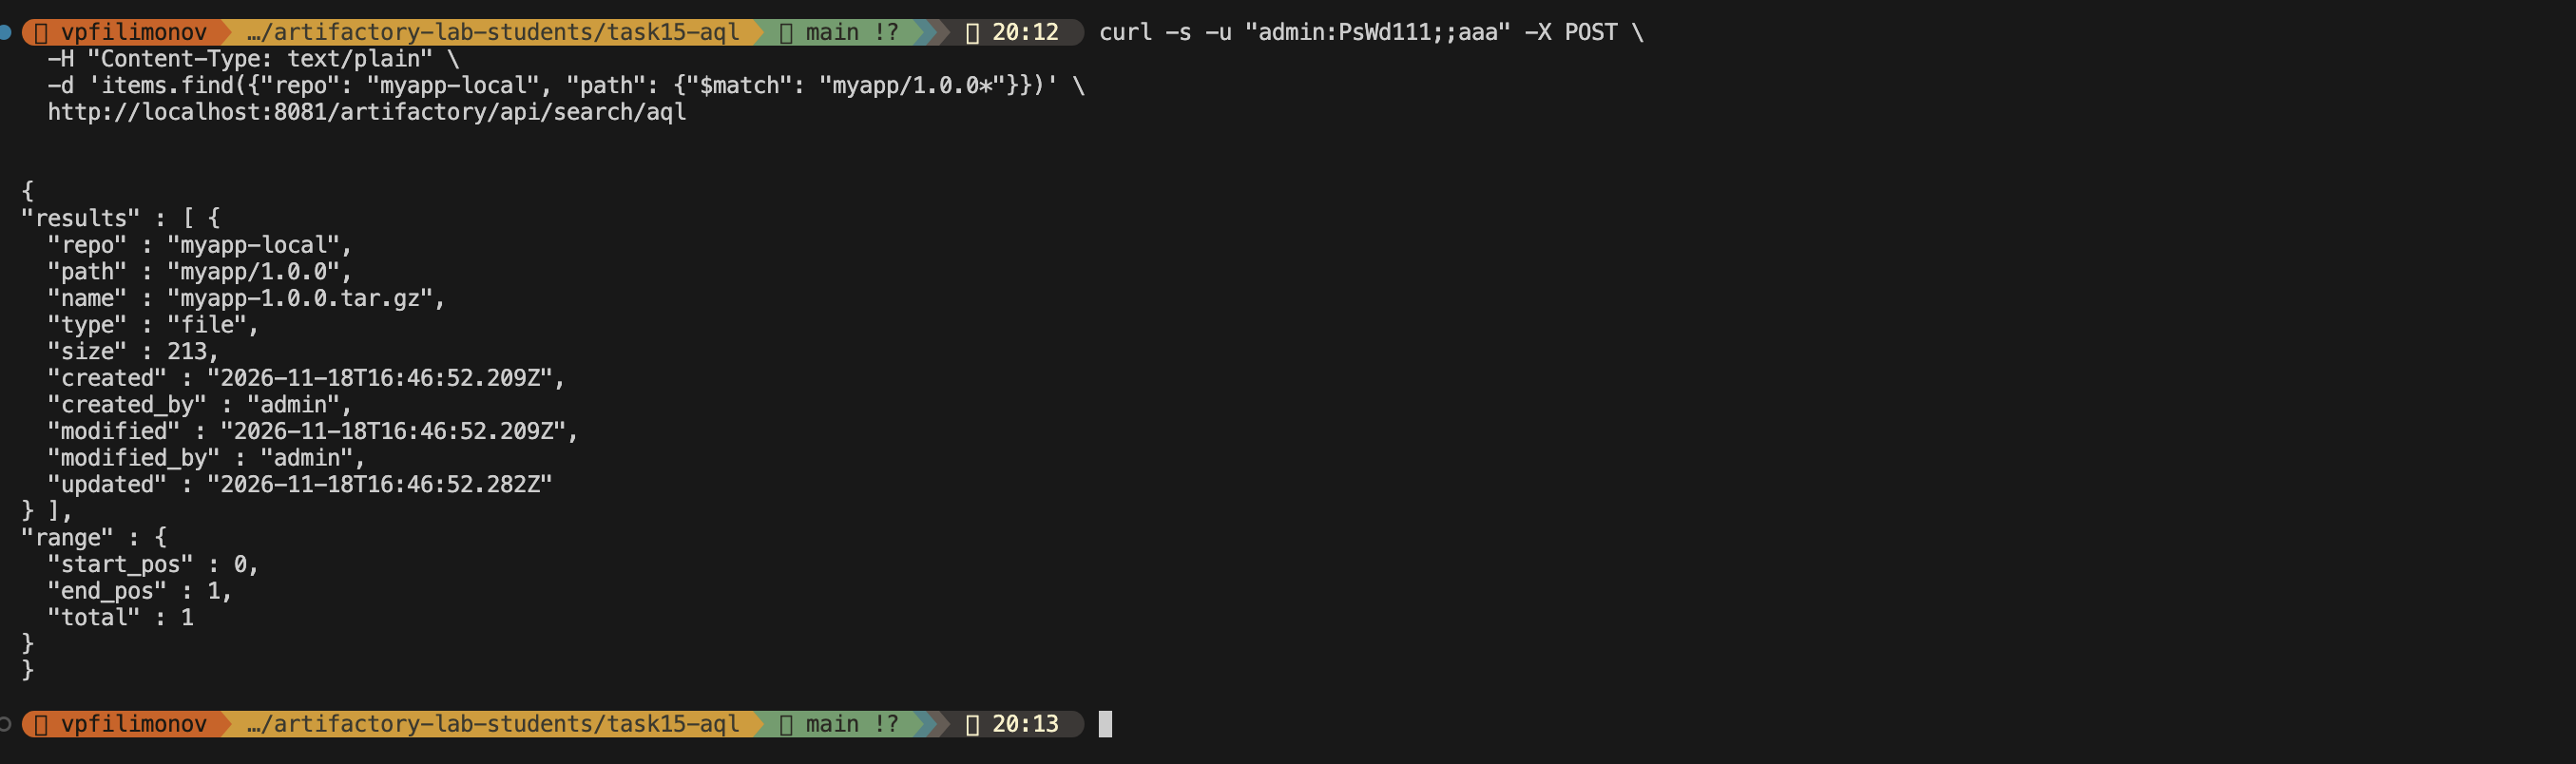 vpfilimonov …/artifactory-lab-students/task15-aql main !? 20:12 curl -s -u "admin:PsWd111;;aaa" -X POST \
-H "Content-Type: text/plain" \
-d 'items.find({"repo": "myapp-local", "path": {"$match": "myapp/1.0.0*"}})' \
http://localhost:8081/artifactory/api/search/aql
{
"results" : [ {
"repo" : "myapp-local",
"path" : "myapp/1.0.0",
"name" : "myapp-1.0.0.tar.gz",
"type" : "file",
"size" : 213,
"created" : "2026-11-18T16:46:52.209Z",
"created_by" : "admin",
"modified" : "2026-11-18T16:46:52.209Z",
"modified_by" : "admin",
"updated" : "2026-11-18T16:46:52.282Z"
} ],
"range" : {
"start_pos" : 0,
"end_pos" : 1,
"total" : 1
}
}
vpfilimonov …/artifactory-lab-students/task15-aql main !? 20:13